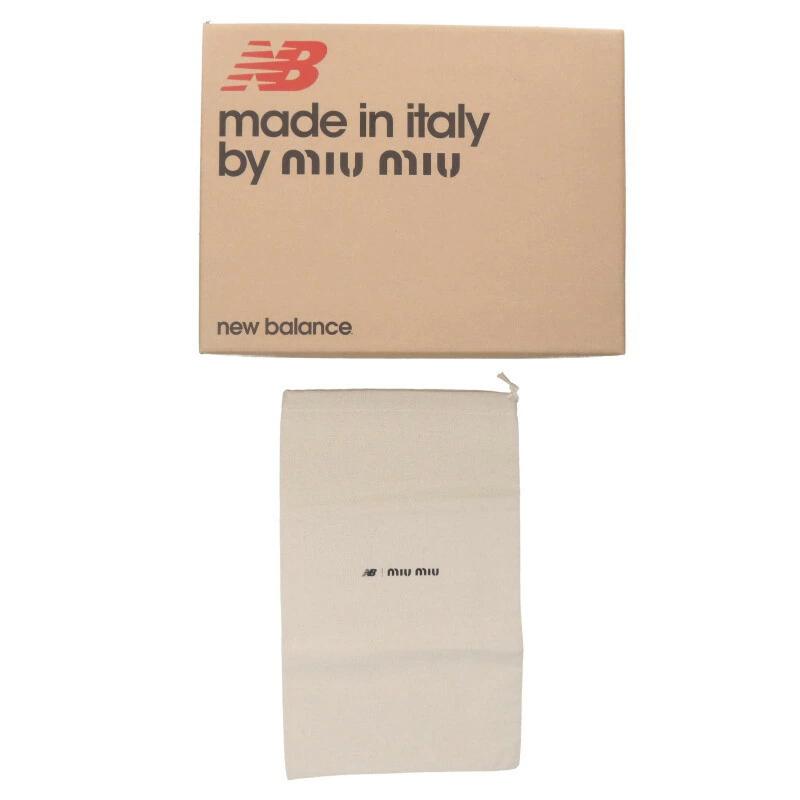 NB
made in italy
by miu miu
new balance
NB | miu miu